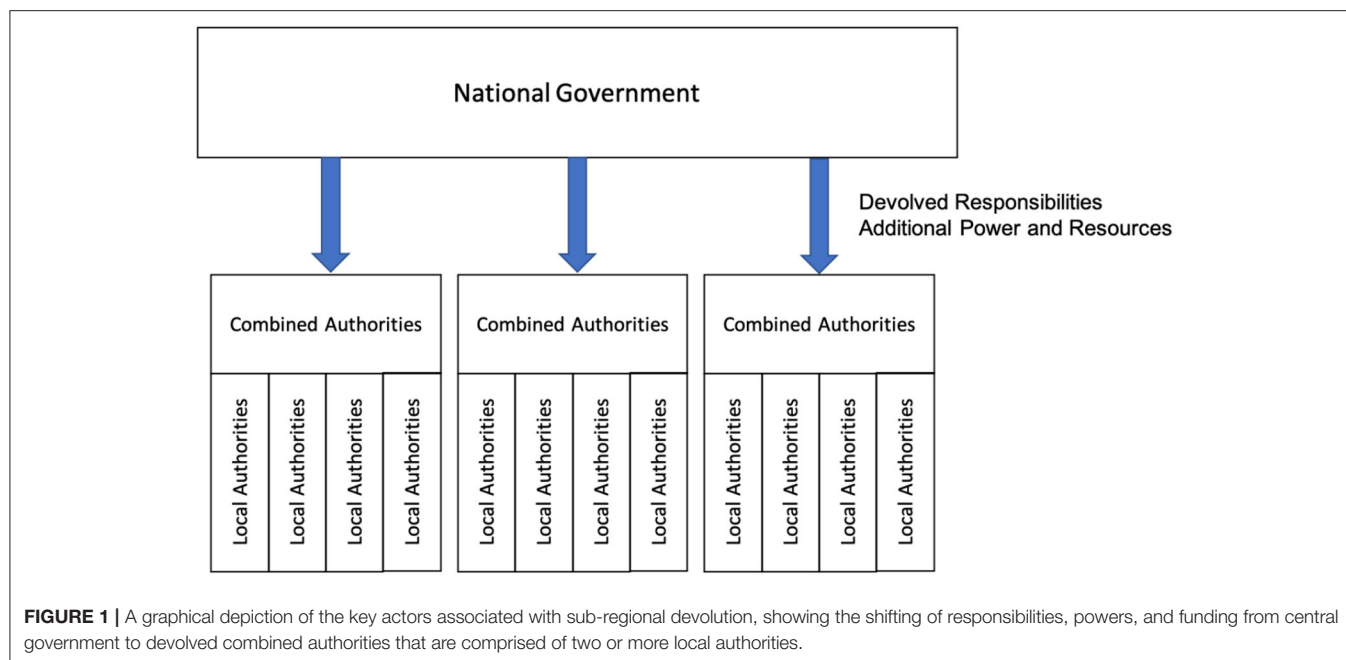 National Government
Devolved Responsibilities
Additional Power and Resources
Combined Authorities
Combined Authorities
Combined Authorities
Local Authorities
Local Authorities
Local Authorities
Local Authorities
Local Authorities
Local Authorities
Local Authorities
Local Authorities
Local Authorities
Local Authorities
Local Authorities
Local Authorities
FIGURE 1 | A graphical depiction of the key actors associated with sub-regional devolution, showing the shifting of responsibilities, powers, and funding from central
government to devolved combined authorities that are comprised of two or more local authorities.